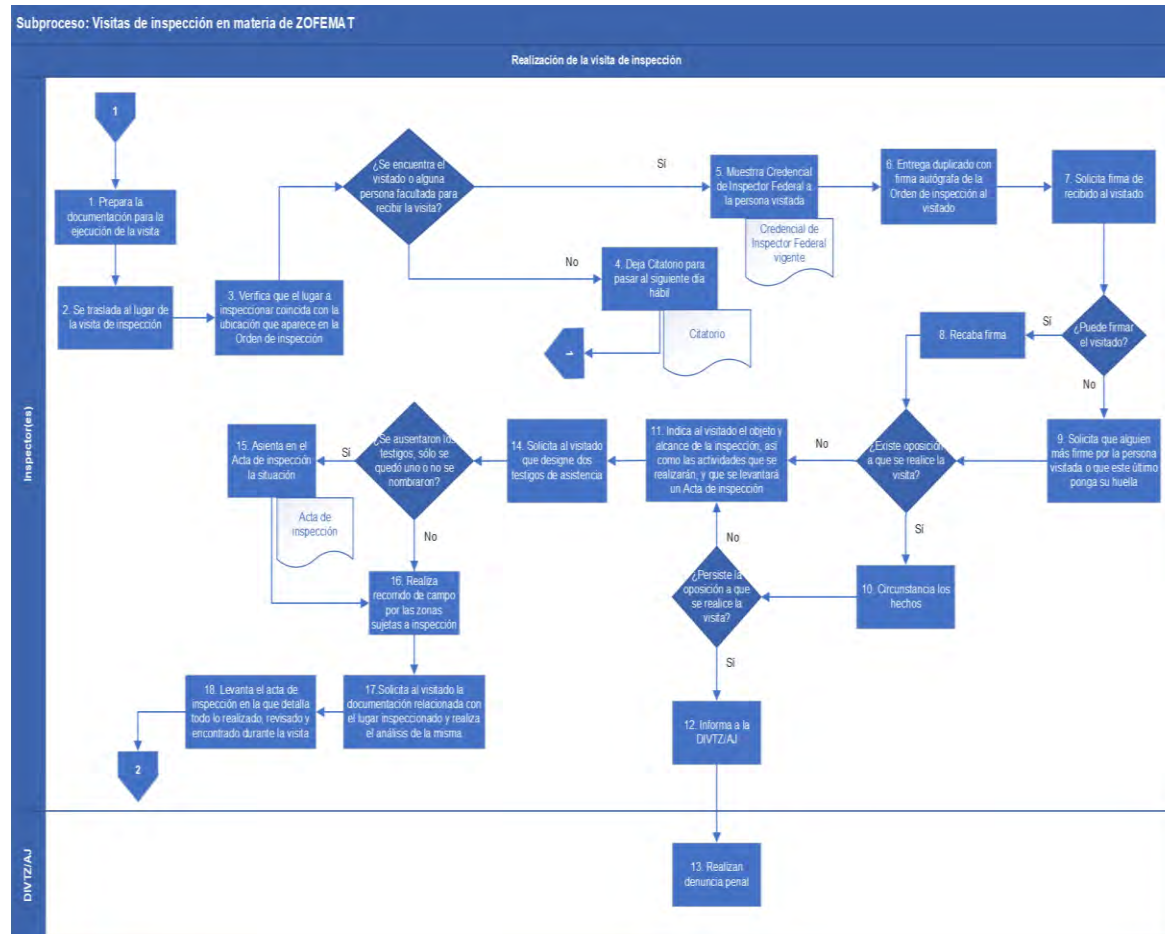 Subproceso: Visitas de inspección en materia de ZOFEMAT
Realización de la visita de inspección
Inspector(es)
1
1. Prepara la
documentación para la
ejecución de la visita
2. Se traslada al lugar de
la visita de inspección
3. Verifica que el lugar a
inspeccionar coincida con la
ubicación que aparece en la
Orden de inspección
¿Se encuentra el
visitado o alguna
persona facultada para
recibir la visita?
Sí
No
4. Deja Citatorio para
pasar al siguiente día
hábil
Citatorio
1
5. Muestrra Credencial
de Inspector Federal a
la persona visitada
Credencial de
Inspector Federal
vigente
6. Entrega duplicado con
firma autógrafa de la
Orden de inspección al
visitado
7. Solicita firma de
recibido al visitado
¿Puede firmar
el visitado?
Sí
No
8. Recaba firma
9. Solicita que alguien
más firme por la persona
visitada o que este último
ponga su huella
¿Existe oposición
a que se realice la
visita?
No
Sí
10. Circunstancia los
hechos
¿Persiste la
oposición a que
se realice la
visita?
No
Sí
11. Indica al visitado el objeto y
alcance de la inspección, así
como las actividades que se
realizarán, y que se levantará
un Acta de inspección
12. Informa a la
DIVTZ/AJ
14. Solicita al visitado
que designe dos
testigos de asistencia
¿Se ausentaron los
testigos, sólo se
quedó uno o no se
nombraron?
Sí
No
15. Asienta en el
Acta de inspección
la situación
Acta de
inspección
16. Realiza
recorrido de campo
por las zonas
sujetas a inspección
17.Solicita al visitado la
documentación relacionada con
el lugar inspeccionado y realiza
el análisis de la misma.
18. Levanta el acta de
inspección en la que detalla
todo lo realizado, revisado y
encontrado durante la visita
2
DIVTZ/AJ
13. Realizan
denuncia penal